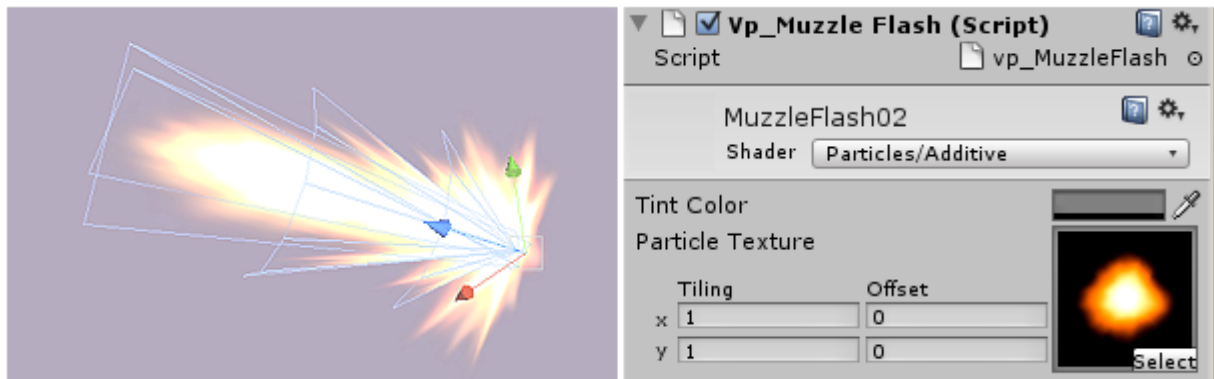 Vp_Muzzle Flash (Script)
Script vp_MuzzleFlash
MuzzleFlash02
Shader Particles/Additive
Tint Color
Particle Texture
Tiling Offset
x 1 0
y 1 0
Select